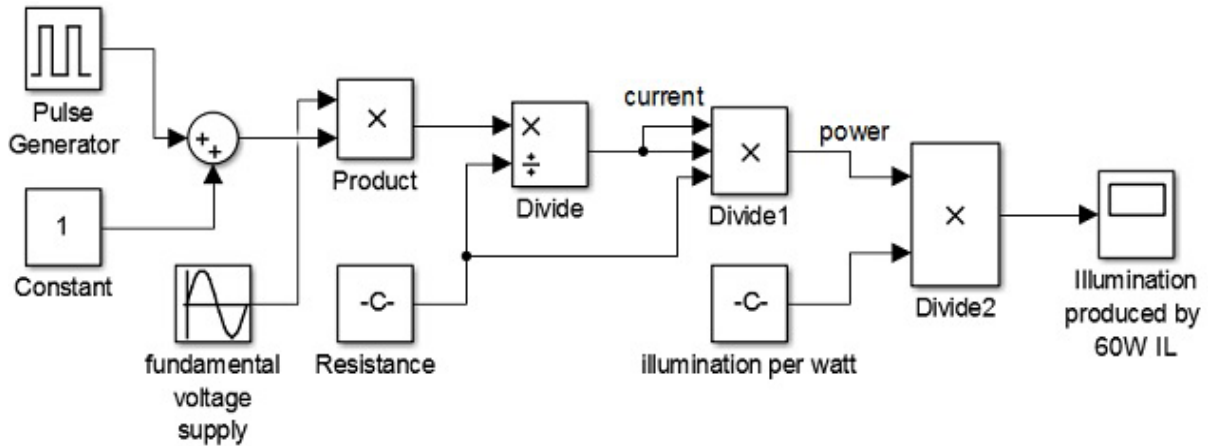 Pulse
Generator
+
+
1
Constant
fundamental
voltage
supply
×
Product
-C-
Resistance
×
÷
Divide
current
×
Divide1
power
-C-
illumination per watt
×
Divide2
Illumination
produced by
60W IL